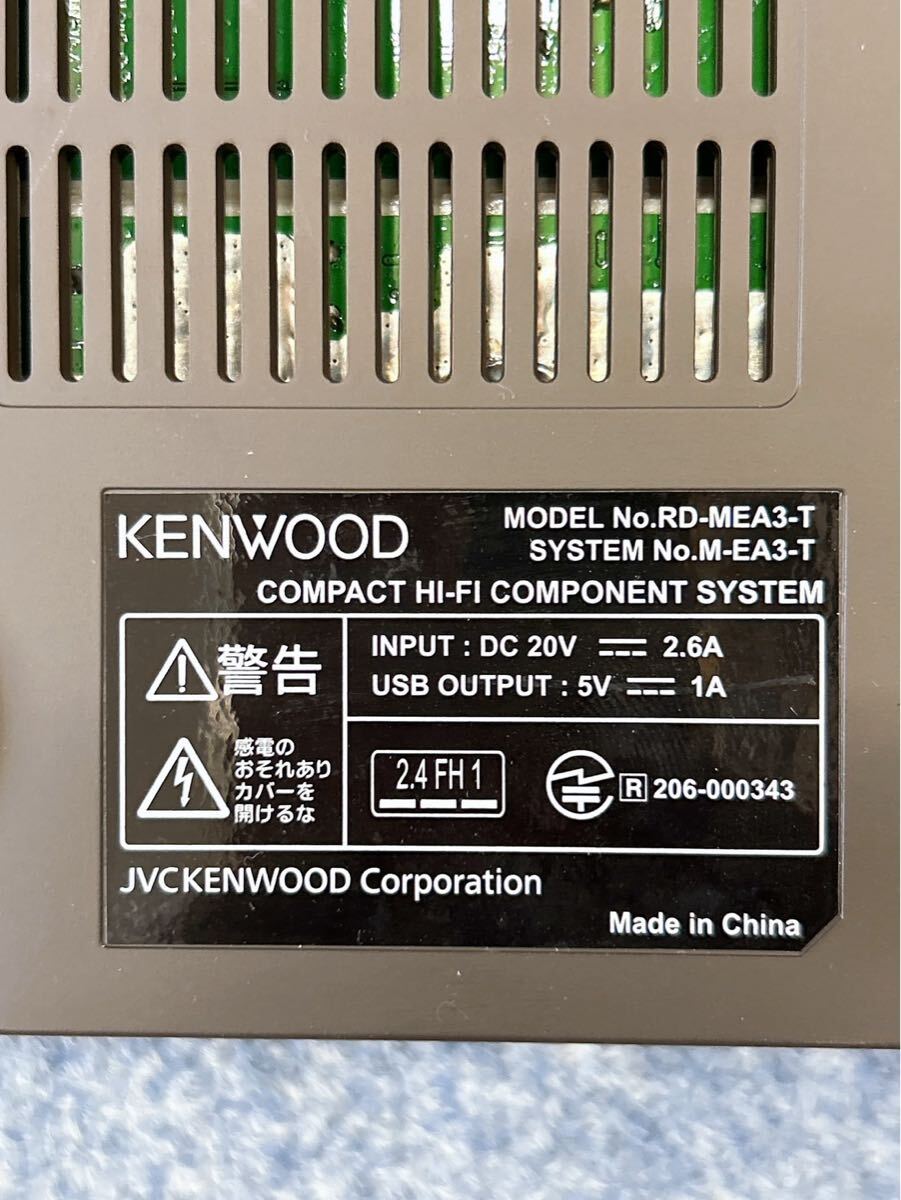 KENWOOD
MODEL No.RD-MEA3-T
SYSTEM No.M-EA3-T
COMPACT HI-FI COMPONENT SYSTEM
警告
感電の
おそれあり
カバーを
開けるな
INPUT : DC 20V ⎓ 2.6A
USB OUTPUT : 5V ⎓ 1A
2.4 FH 1
R 206-000343
JVCKENWOOD Corporation
Made in China